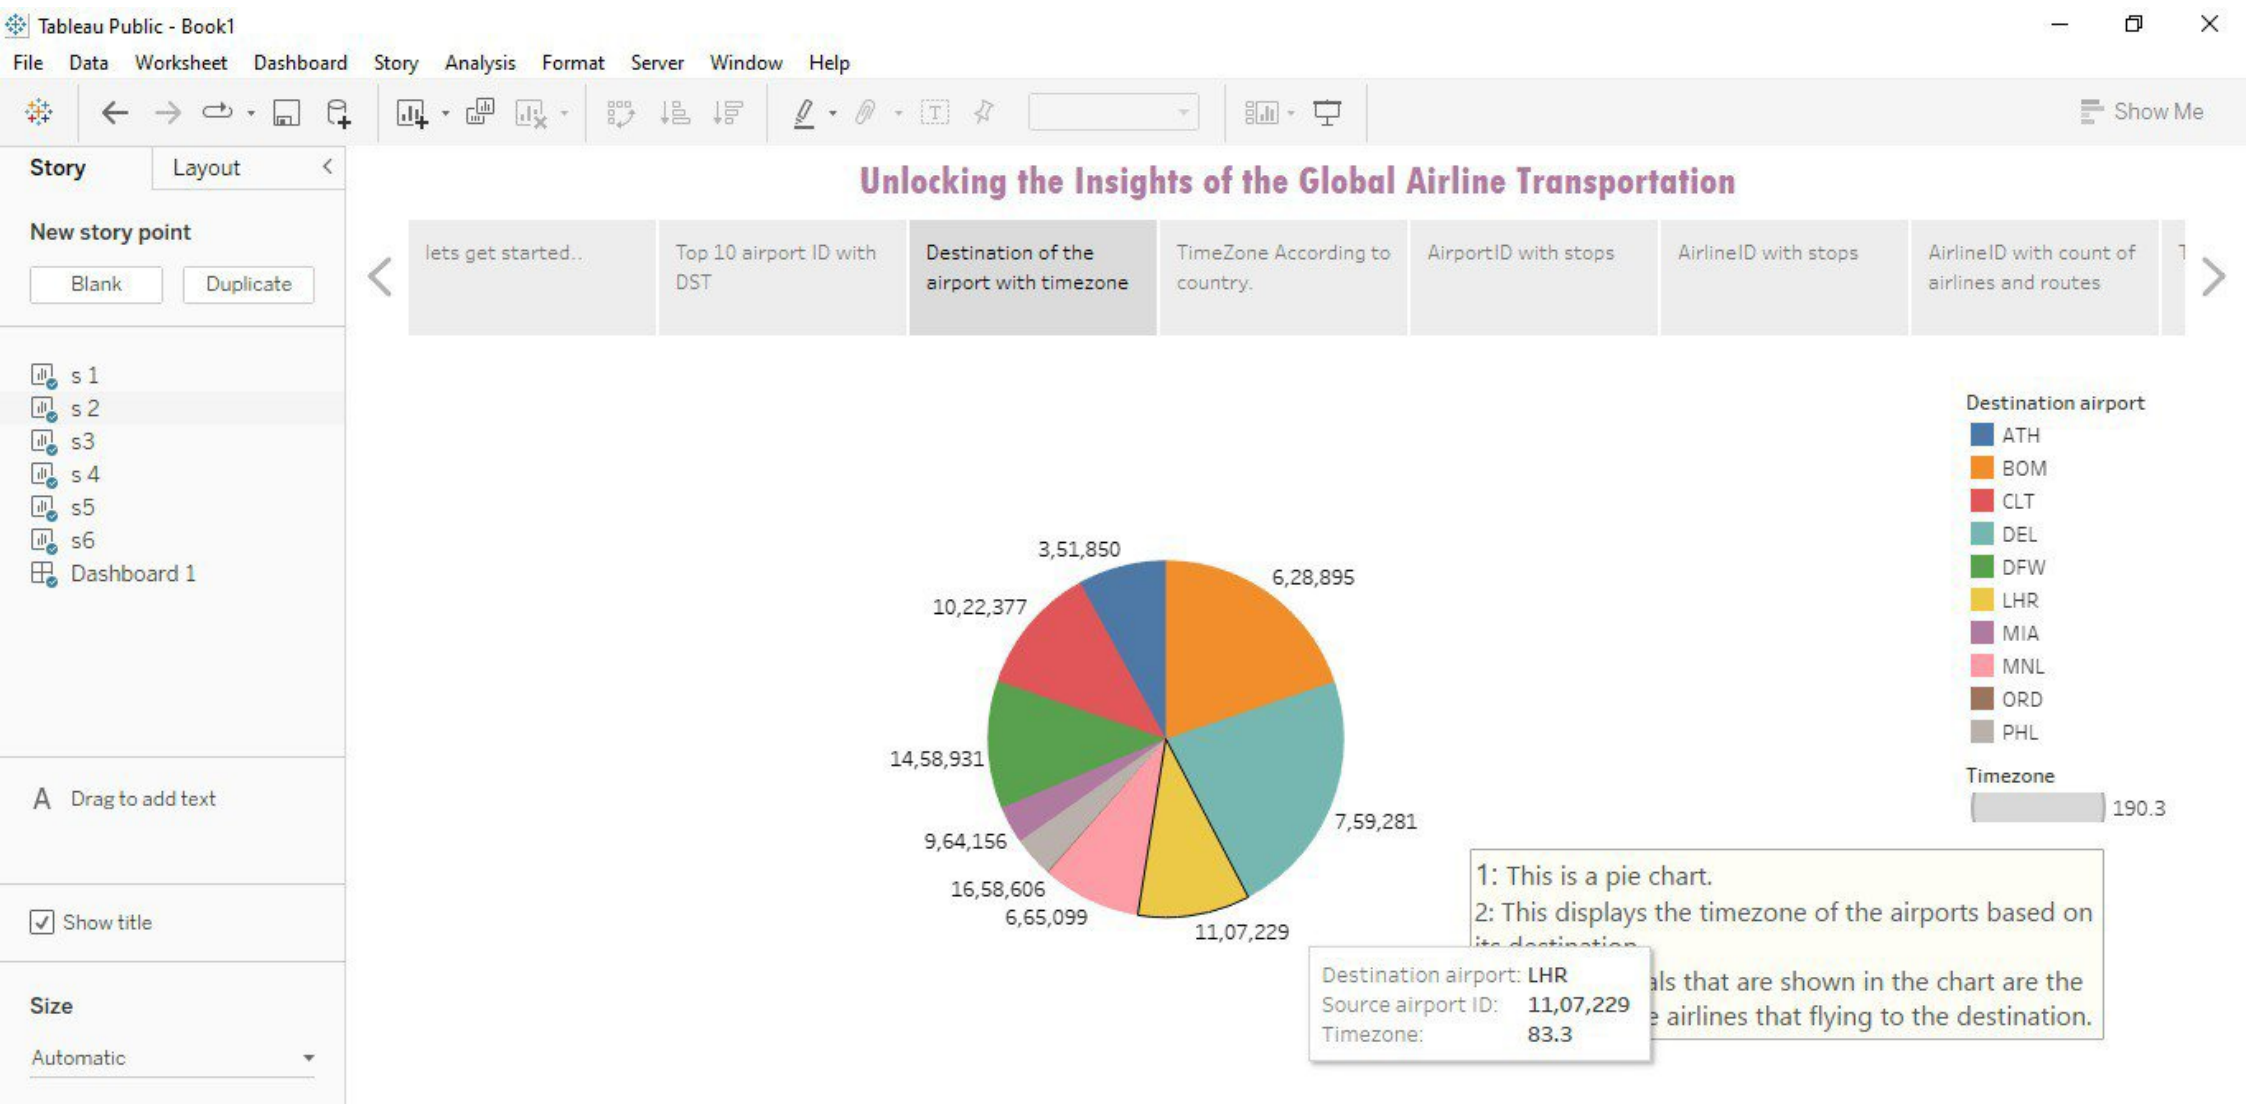 Tableau Public - Book1
File Data Worksheet Dashboard Story Analysis Format Server Window Help
Show Me
Story Layout
New story point
Blank Duplicate
s 1
s 2
s3
s 4
s5
s6
Dashboard 1
A Drag to add text
Show title
Size
Automatic
Unlocking the Insights of the Global Airline Transportation
lets get started..
Top 10 airport ID with
DST
Destination of the
airport with timezone
TimeZone According to
country.
AirportID with stops
AirlineID with stops
AirlineID with count of
airlines and routes
3,51,850
6,28,895
10,22,377
14,58,931
7,59,281
9,64,156
16,58,606
6,65,099
11,07,229
Destination airport
ATH
BOM
CLT
DEL
DFW
LHR
MIA
MNL
ORD
PHL
Timezone
190.3
1: This is a pie chart.
2: This displays the timezone of the airports based on
its destination
that are shown in the chart are the
airlines that flying to the destination.
Destination airport: LHR
Source airport ID: 11,07,229
Timezone: 83.3